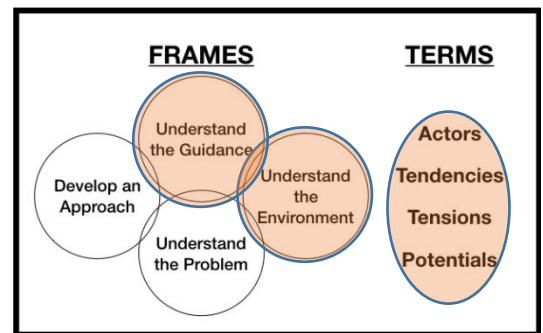 FRAMES
TERMS
Understand
the Guidance
Develop an
Approach
Understand
the
Environment
Understand
the Problem
Actors
Tendencies
Tensions
Potentials